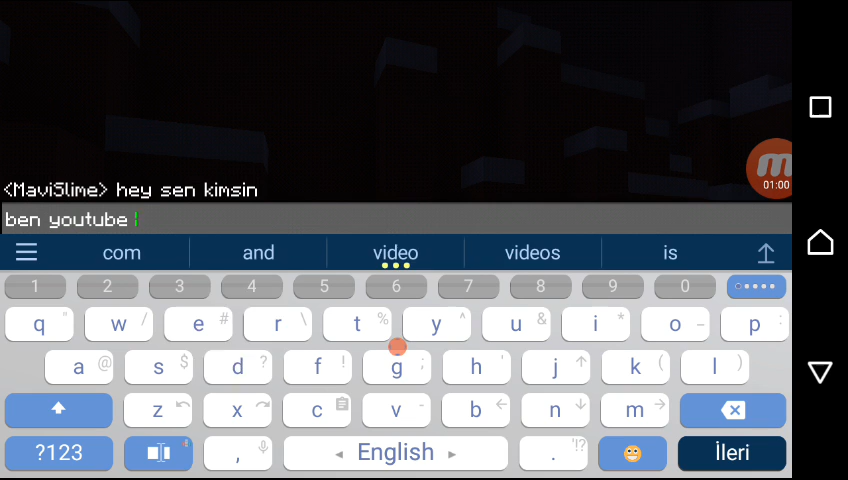 <MaviSlime> hey sen kimsin
01:00
ben youtube
com and video videos is
1 2 3 4 5 6 7 8 9 0
q " w / e # r \ t % y ^ u & i * o _ p :
a @ s $ d ? f ! g ; h ' j k ( l )
z x c v - b n m
?123 , English . '!? İleri